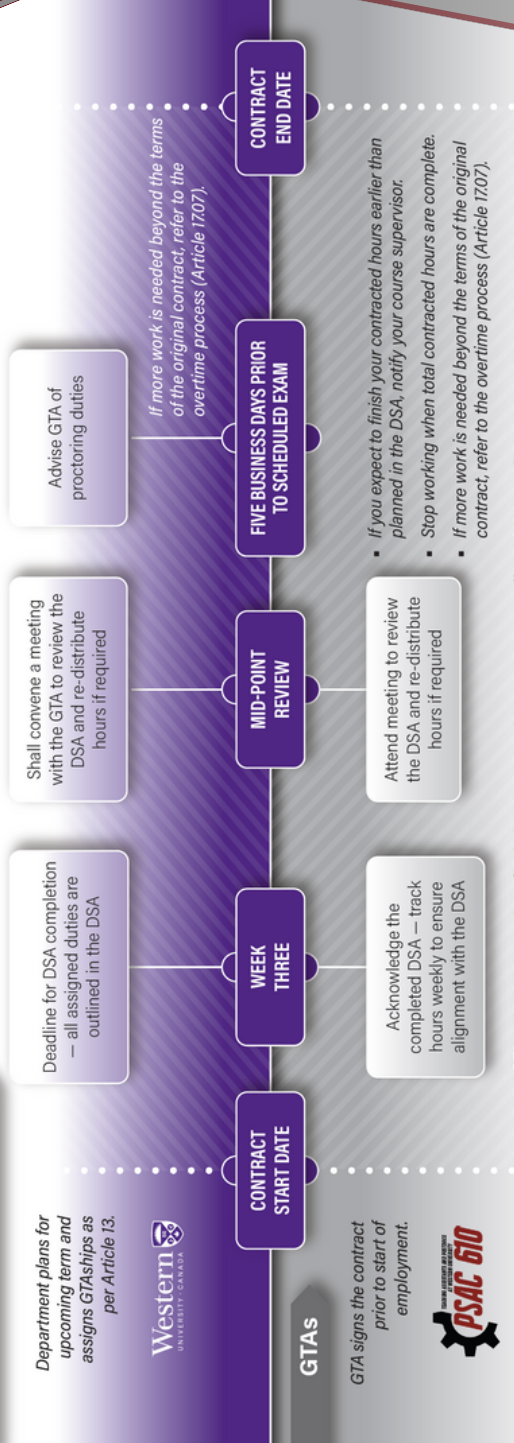 Department plans for
upcoming term and
assigns GTAships as
per Article 13.
Western
UNIVERSITY · CANADA
Deadline for DSA completion
— all assigned duties are
outlined in the DSA
Shall convene a meeting
with the GTA to review the
DSA and re-distribute
hours if required
Advise GTA of
proctoring duties
If more work is needed beyond the terms
of the original contract, refer to the
overtime process (Article 17.07).
CONTRACT
START DATE
WEEK
THREE
MID-POINT
REVIEW
FIVE BUSINESS DAYS PRIOR
TO SCHEDULED EXAM
CONTRACT
END DATE
GTAs
GTA signs the contract
prior to start of
employment.
TEACHING ASSISTANTS AND POSTDOCS
AT WESTERN UNIVERSITY
PSAC 610
Acknowledge the
completed DSA — track
hours weekly to ensure
alignment with the DSA
Attend meeting to review
the DSA and re-distribute
hours if required
▪ If you expect to finish your contracted hours earlier than
planned in the DSA, notify your course supervisor.
▪ Stop working when total contracted hours are complete.
▪ If more work is needed beyond the terms of the original
contract, refer to the overtime process (Article 17.07).